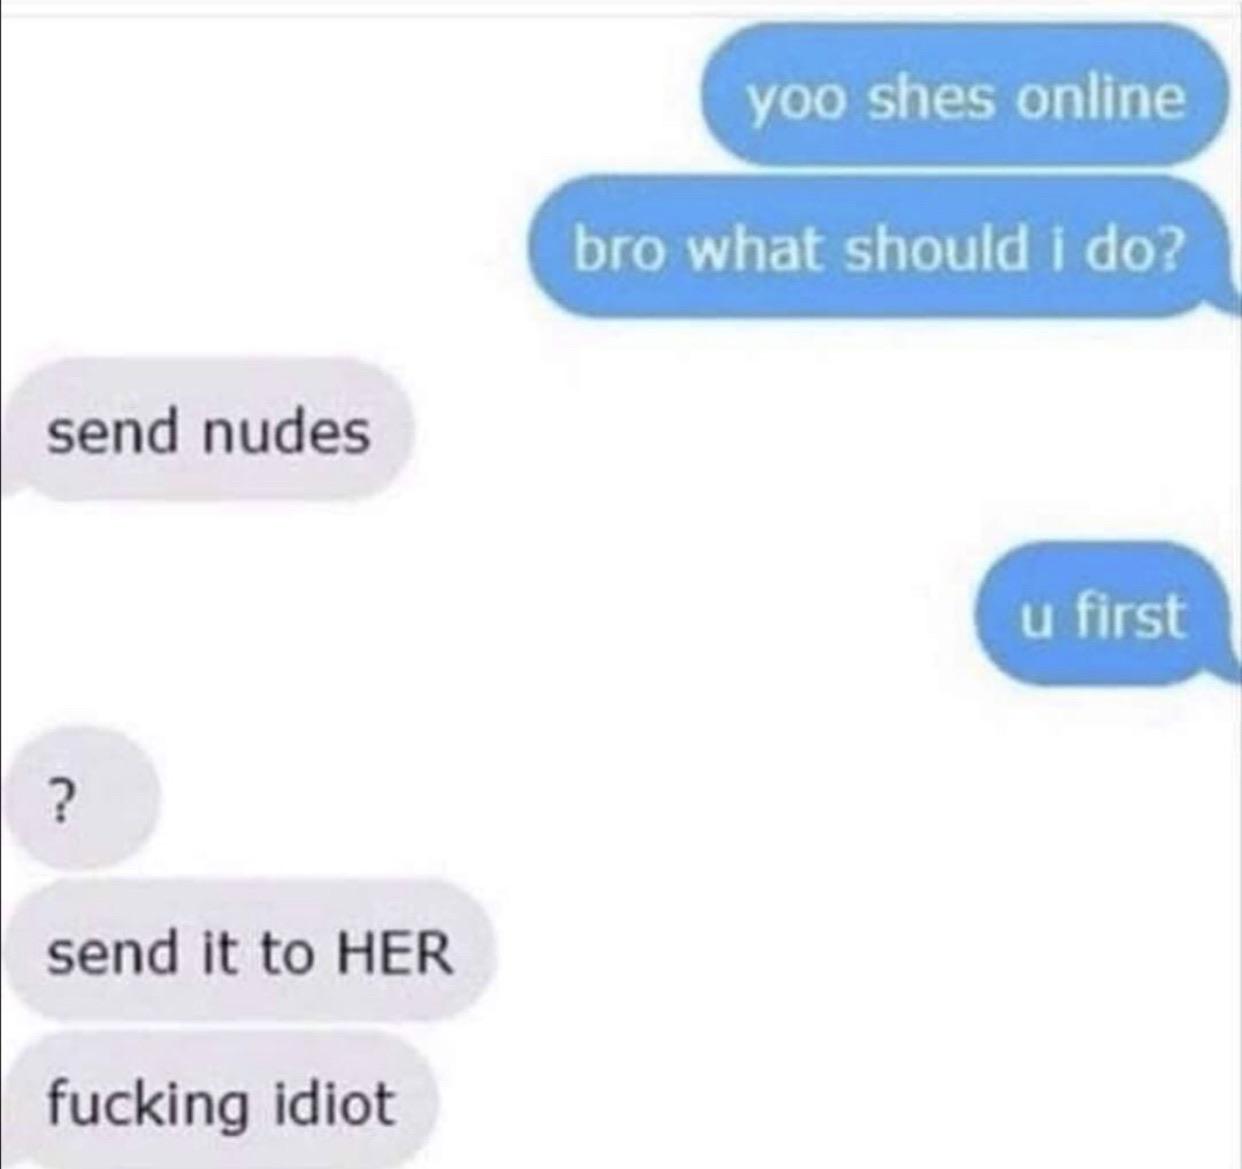 yoo shes online
bro what should i do?
send nudes
u first
?
send it to HER
fucking idiot